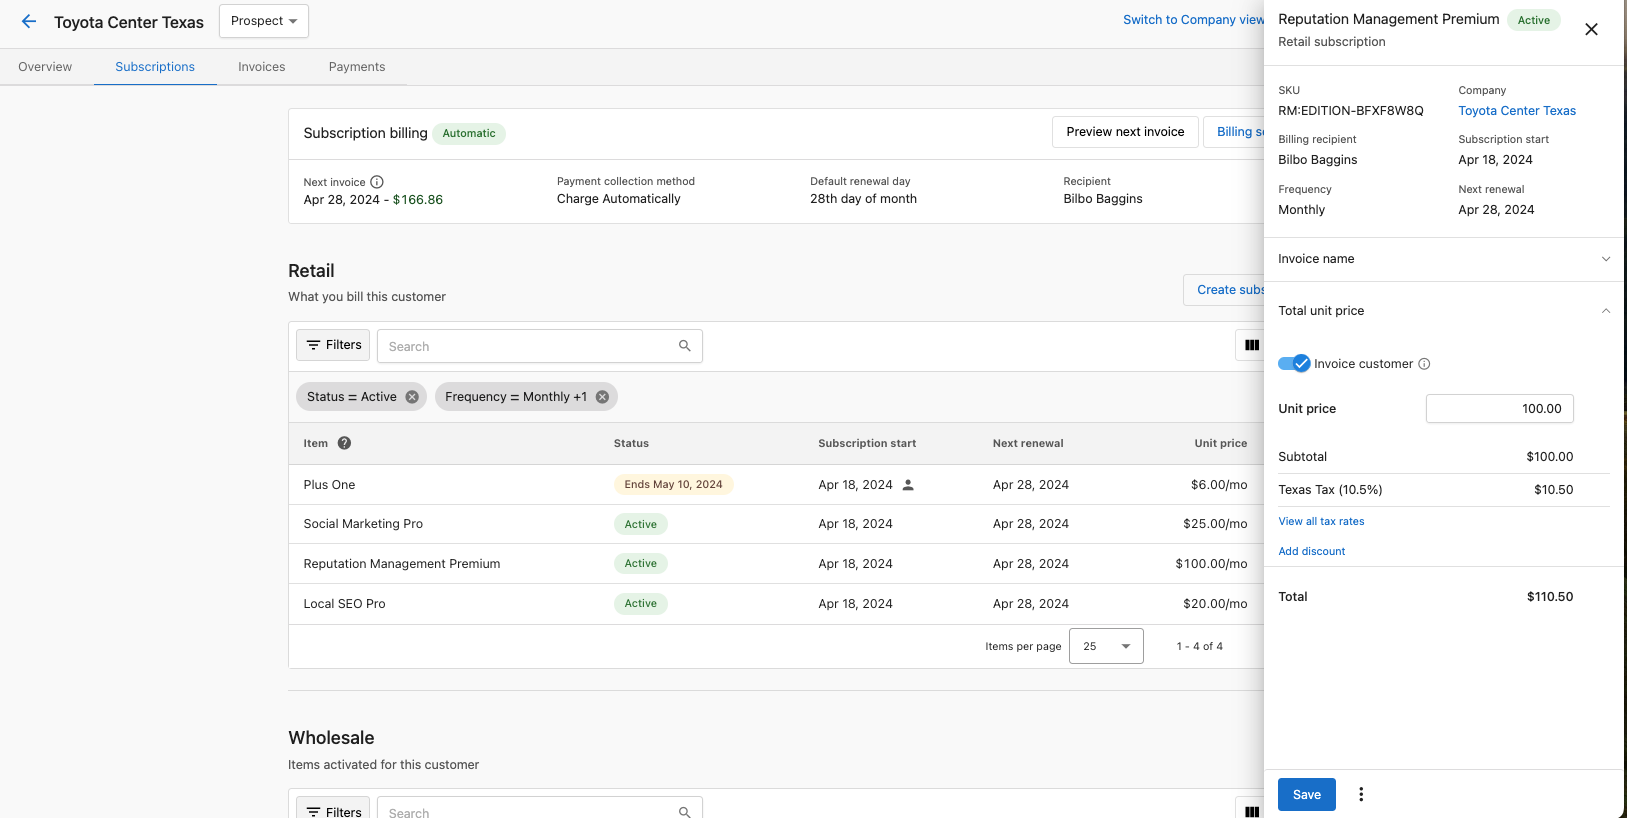 Toyota Center Texas
Prospect
Switch to Company view
Overview
Subscriptions
Invoices
Payments
Subscription billing
Automatic
Preview next invoice
Billing
Next invoice
Payment collection method
Default renewal day
Recipient
Apr 28, 2024 - $166.86
Charge Automatically
28th day of month
Bilbo Baggins
Retail
What you bill this customer
Create
Filters
Search
Status = Active
Frequency = Monthly +1
Item
Status
Subscription start
Next renewal
Unit price
Plus One
Ends May 10, 2024
Apr 18, 2024
Apr 28, 2024
$6.00/mo
Social Marketing Pro
Active
Apr 18, 2024
Apr 28, 2024
$25.00/mo
Reputation Management Premium
Active
Apr 18, 2024
Apr 28, 2024
$100.00/mo
Local SEO Pro
Active
Apr 18, 2024
Apr 28, 2024
$20.00/mo
Items per page
25
1 - 4 of 4
Wholesale
Items activated for this customer
Filters
Search
Reputation Management Premium
Active
Retail subscription
SKU
Company
RM:EDITION-BFXF8W8Q
Toyota Center Texas
Billing recipient
Subscription start
Bilbo Baggins
Apr 18, 2024
Frequency
Next renewal
Monthly
Apr 28, 2024
Invoice name
Total unit price
Invoice customer
Unit price
100.00
Subtotal
$100.00
Texas Tax (10.5%)
$10.50
View all tax rates
Add discount
Total
$110.50
Save